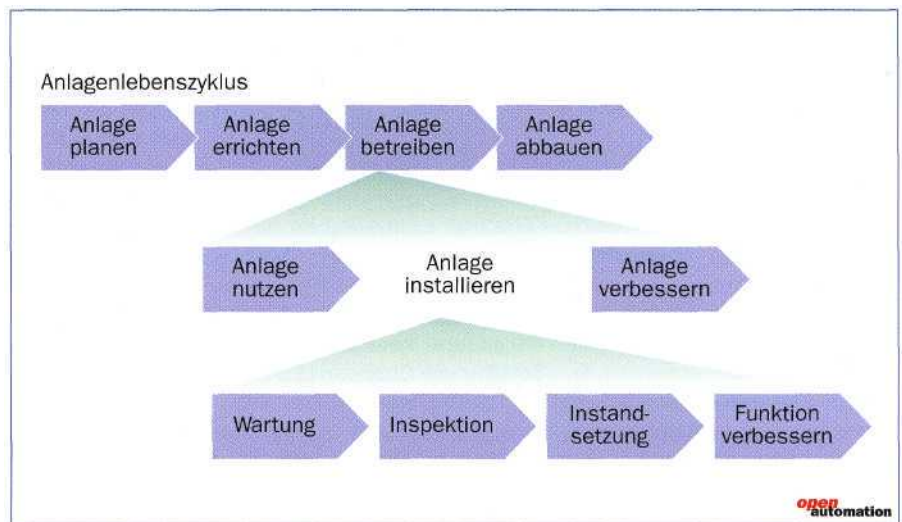 Anlagenlebenszyklus
Anlage
planen
Anlage
errichten
Anlage
betreiben
Anlage
abbauen
Anlage
nutzen
Anlage
installieren
Anlage
verbessern
Wartung
Inspektion
Instand-
setzung
Funktion
verbessern
open
automation